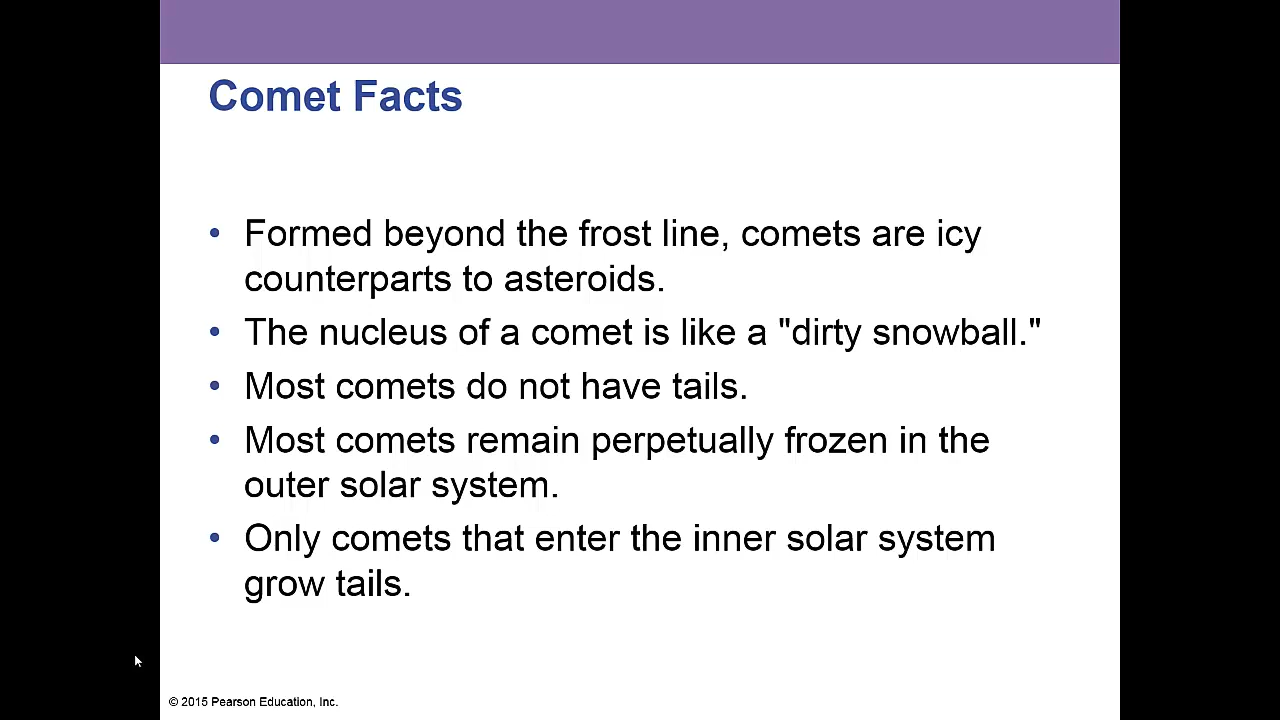 Comet Facts
• Formed beyond the frost line, comets are icy
counterparts to asteroids.
• The nucleus of a comet is like a "dirty snowball."
• Most comets do not have tails.
• Most comets remain perpetually frozen in the
outer solar system.
• Only comets that enter the inner solar system
grow tails.
© 2015 Pearson Education, Inc.